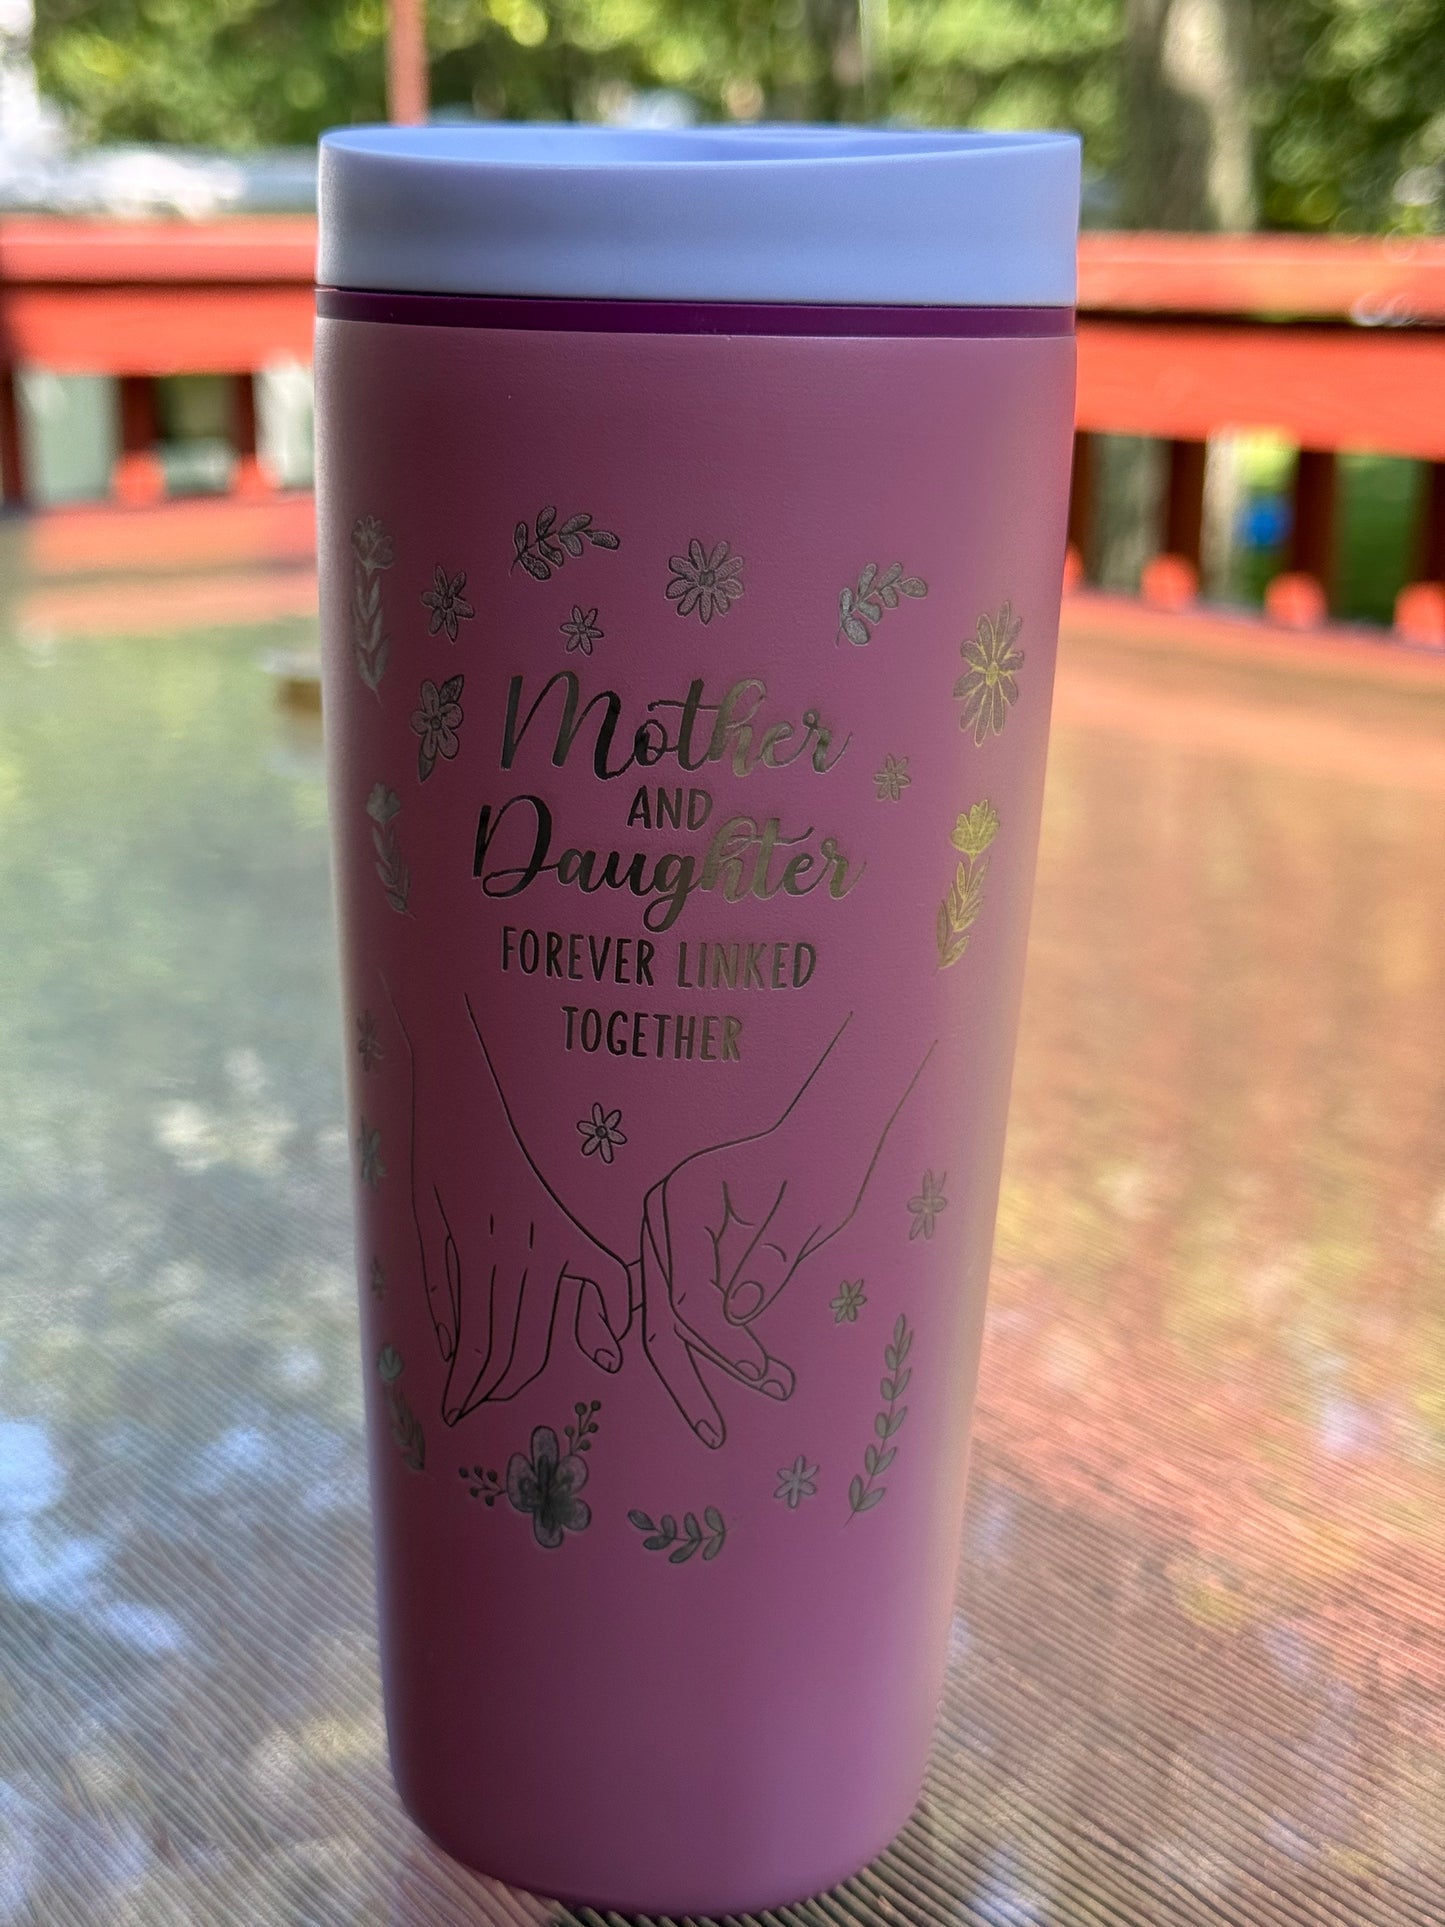 Mother
AND
Daughter
FOREVER LINKED
TOGETHER